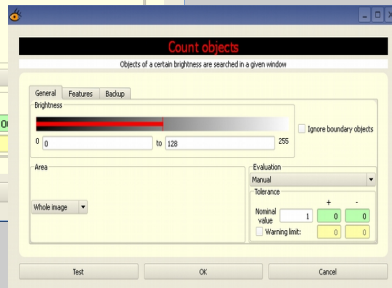 Count objects
Objects of a certain brightness are searched in a given window
General Features Backup
Brightness
0 0 to 128 255
Ignore boundary objects
Area
Whole image
Evaluation
Manual
Tolerance
+ -
Nominal value 1 0 0
Warning limit: 0 0
Test OK Cancel